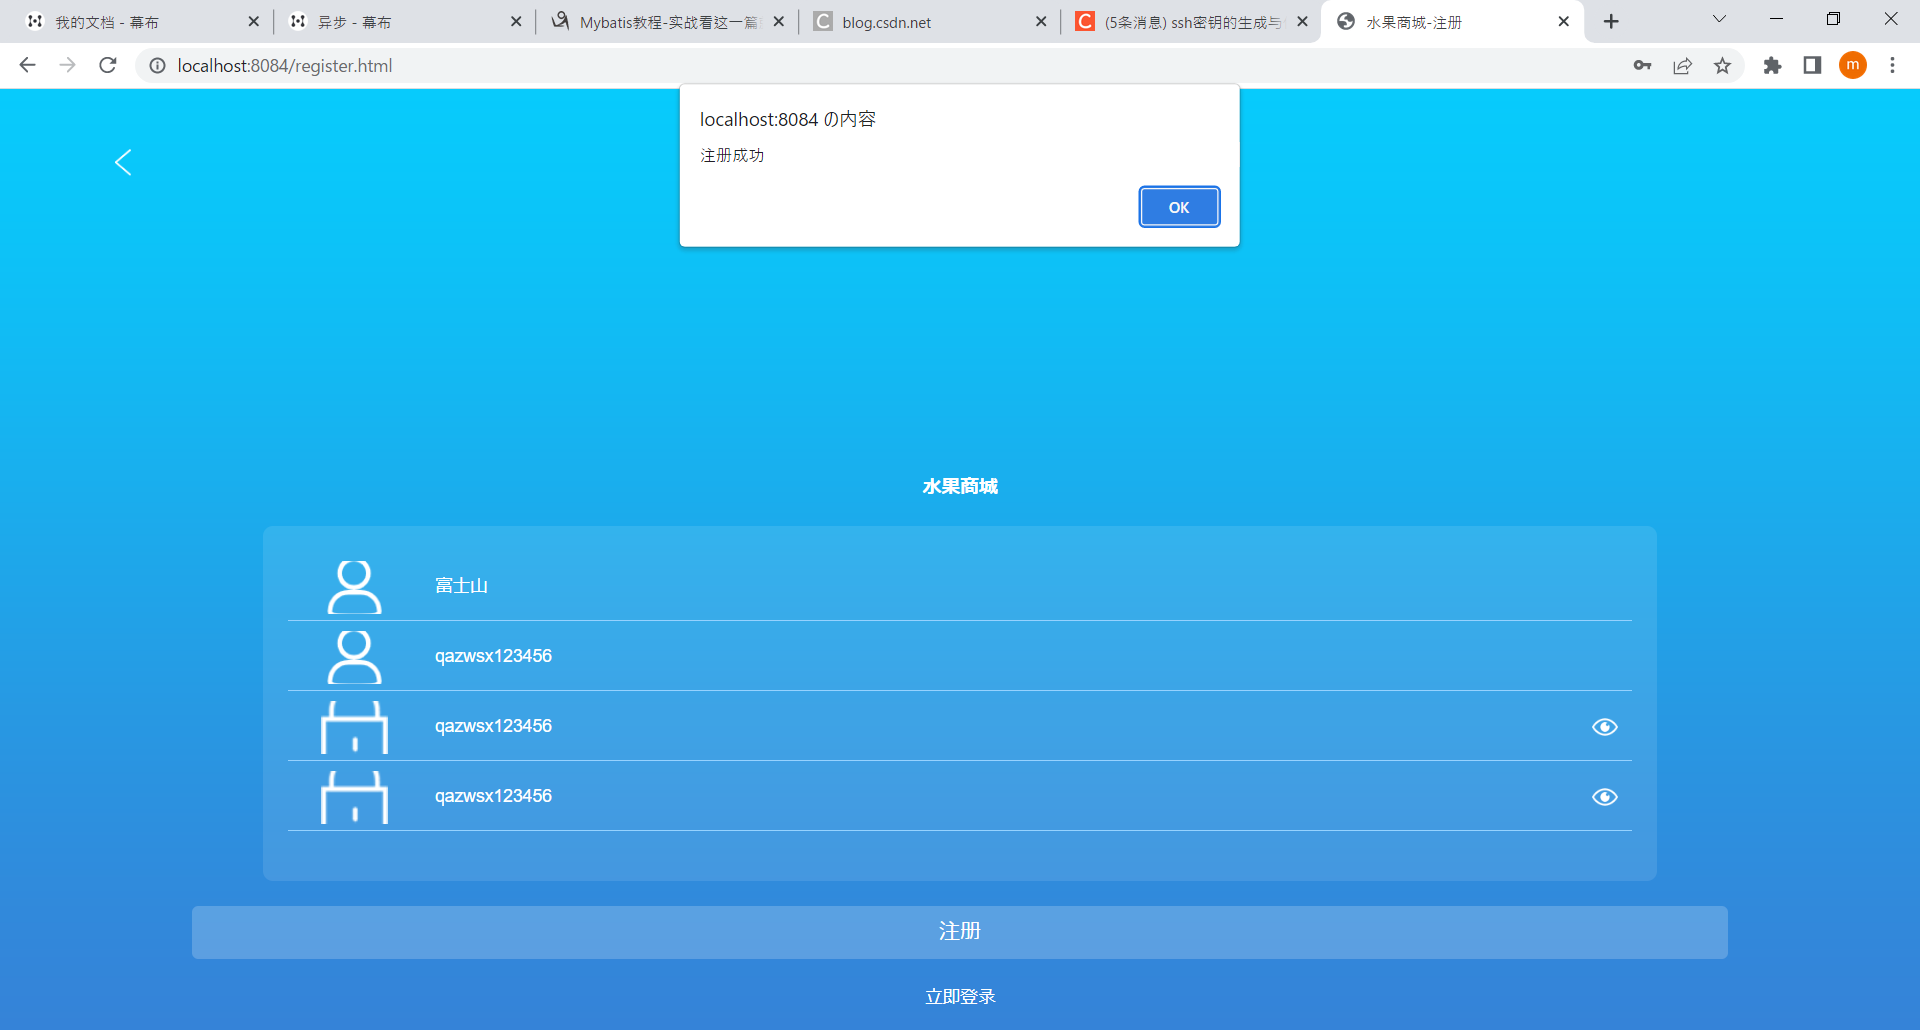 我的文档 - 幕布
异步 - 幕布
Mybatis教程-实战看这一篇
blog.csdn.net
(5条消息) ssh密钥的生成与
水果商城-注册
localhost:8084/register.html
m
localhost:8084 の内容
注册成功
OK
水果商城
富士山
qazwsx123456
qazwsx123456
qazwsx123456
注册
立即登录